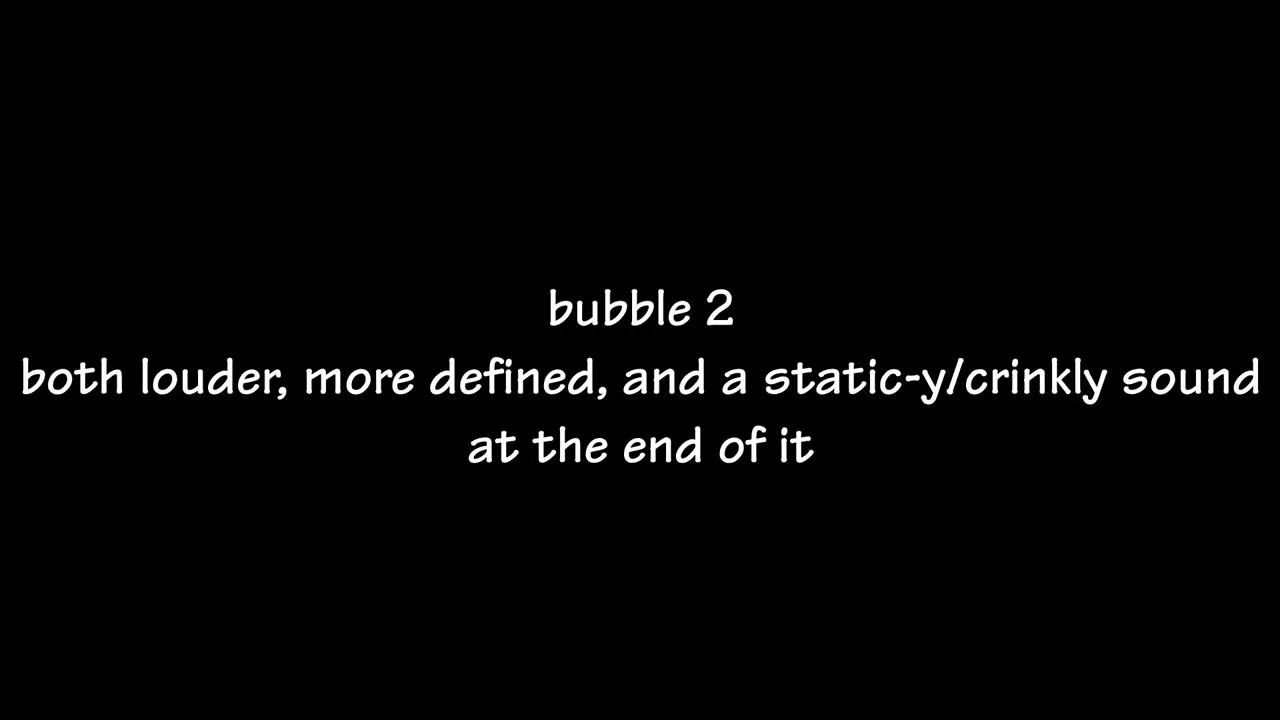 bubble 2
both louder, more defined, and a static-y/crinkly sound
at the end of it